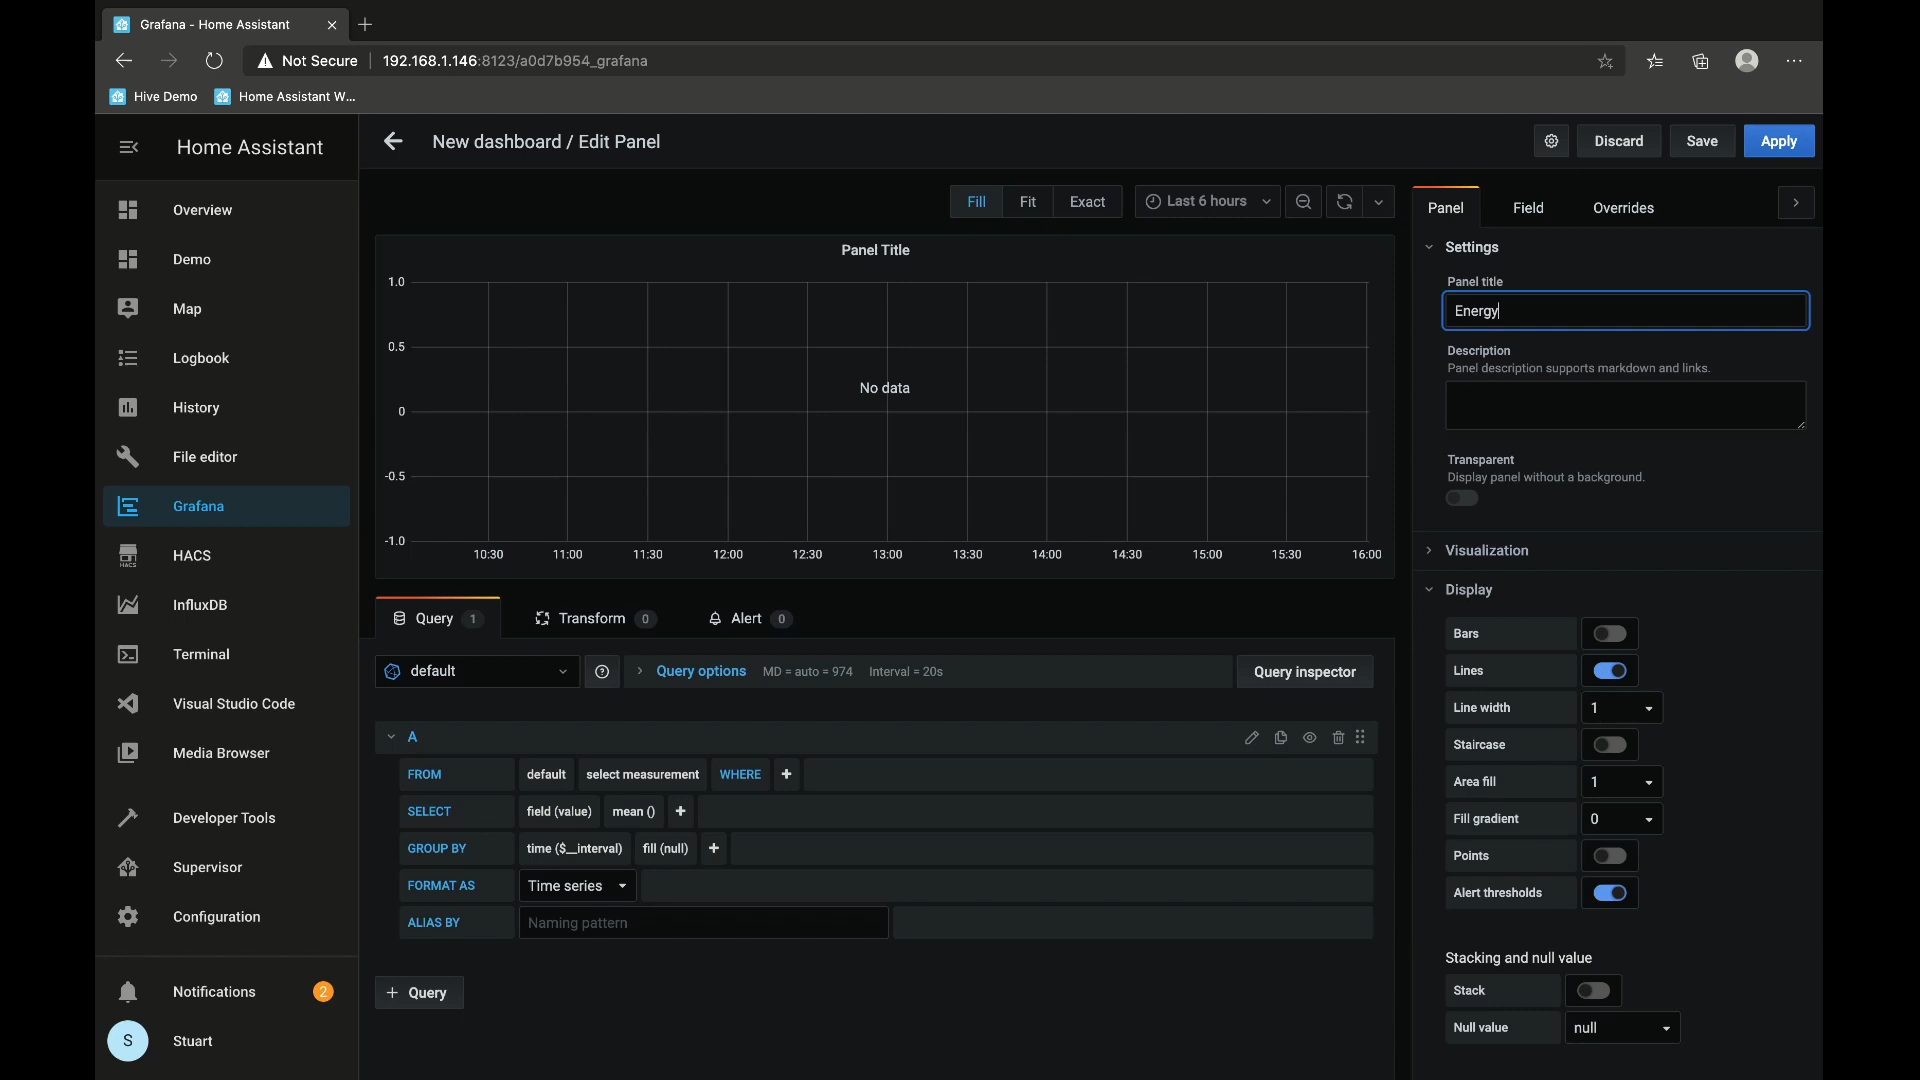 Grafana - Home Assistant
Not Secure 192.168.1.146:8123/a0d7b954_grafana
Hive Demo Home Assistant W...
Home Assistant
Overview
Demo
Map
Logbook
History
File editor
Grafana
HACS
HACS
InfluxDB
Terminal
Visual Studio Code
Media Browser
Developer Tools
Supervisor
Configuration
Notifications 2
S Stuart
New dashboard / Edit Panel
Discard Save Apply
Fill Fit Exact Last 6 hours
Panel Title
1.0
0.5
No data
0
-0.5
-1.0
10:30 11:00 11:30 12:00 12:30 13:00 13:30 14:00 14:30 15:00 15:30 16:00
Query 1 Transform 0 Alert 0
default Query options MD = auto = 974 Interval = 20s Query inspector
A
FROM default select measurement WHERE +
SELECT field (value) mean () +
GROUP BY time ($__interval) fill (null) +
FORMAT AS Time series
ALIAS BY Naming pattern
+ Query
Panel Field Overrides
Settings
Panel title
Energy
Description
Panel description supports markdown and links.
Transparent
Display panel without a background.
Visualization
Display
Bars
Lines
Line width 1
Staircase
Area fill 1
Fill gradient 0
Points
Alert thresholds
Stacking and null value
Stack
Null value null